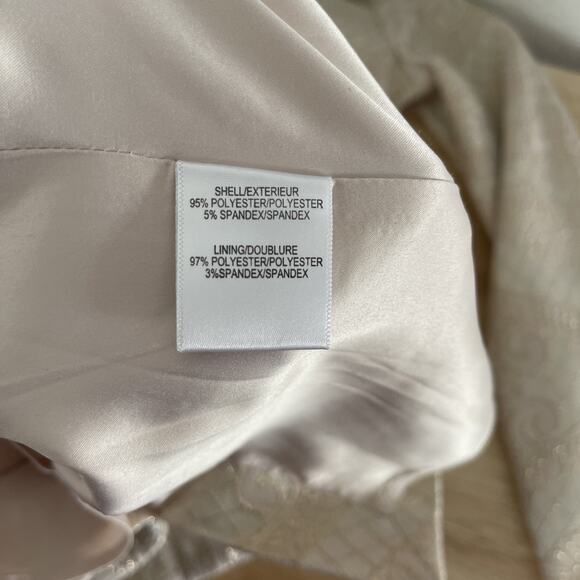 SHELL/EXTERIEUR
95% POLYESTER/POLYESTER
5% SPANDEX/SPANDEX
LINING/DOUBLURE
97% POLYESTER/POLYESTER
3%SPANDEX/SPANDEX